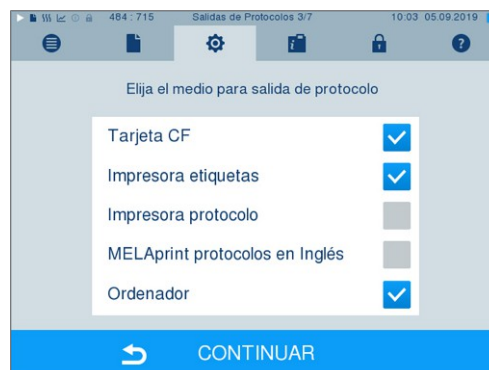 484 : 715 Salidas de Protocolos 3/7 10:03 05.09.2019
Elija el medio para salida de protocolo
Tarjeta CF
Impresora etiquetas
Impresora protocolo
MELAprint protocolos en Inglés
Ordenador
CONTINUAR